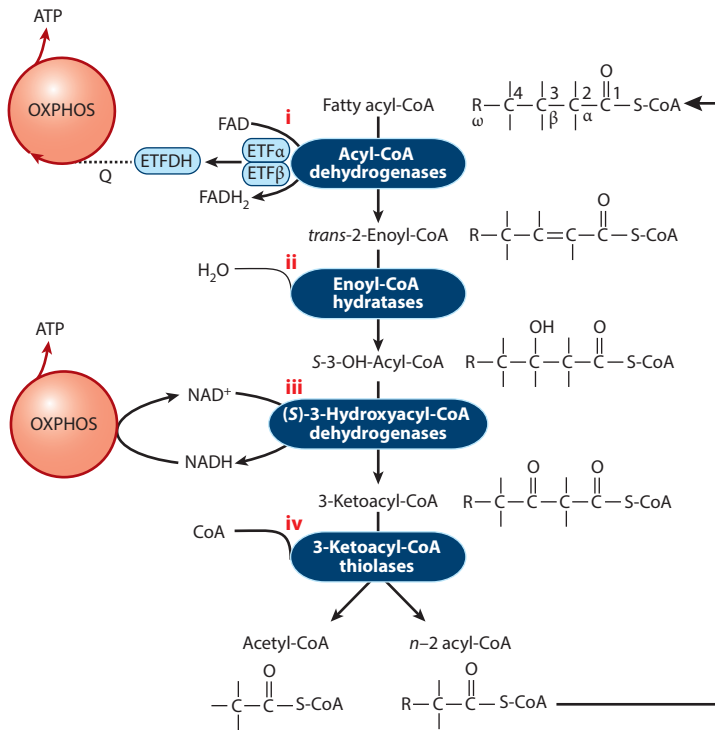 ATP
OXPHOS
Q
ETFDH
i
FAD
ETFα
ETFβ
FADH2
Fatty acyl-CoA
Acyl-CoA
dehydrogenases
O
R–C–C–C–C–S-CoA
4 3 2 1
ω β α
trans-2-Enoyl-CoA
O
R–C–C=C–C–S-CoA
H2O
ii
Enoyl-CoA
hydratases
ATP
OXPHOS
S-3-OH-Acyl-CoA
OH O
R–C–C–C–C–S-CoA
NAD+
NADH
iii
(S)-3-Hydroxyacyl-CoA
dehydrogenases
3-Ketoacyl-CoA
O O
R–C–C–C–C–S-CoA
CoA
iv
3-Ketoacyl-CoA
thiolases
Acetyl-CoA
O
–C–C–S-CoA
n–2 acyl-CoA
O
R–C–C–S-CoA